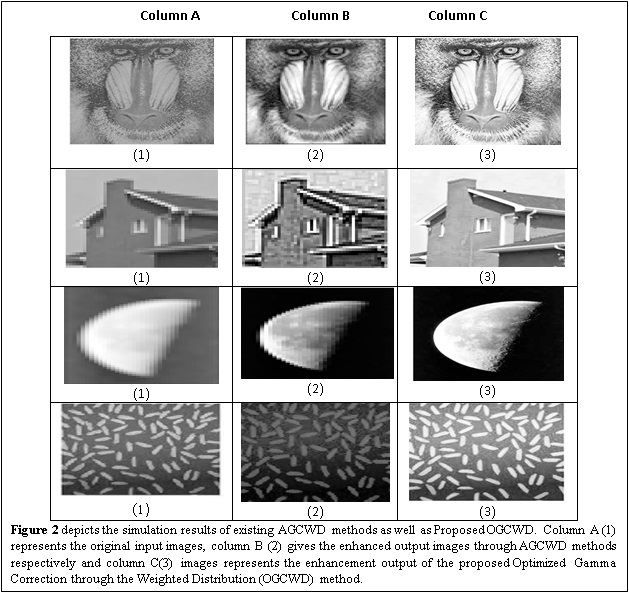 Column A Column B Column C
(1) (2) (3)
(1) (2) (3)
(1) (2) (3)
(1) (2) (3)
Figure 2 depicts the simulation results of existing AGCWD methods as well as Proposed OGCWD. Column A (1)
represents the original input images, column B (2) gives the enhanced output images through AGCWD methods
respectively and column C(3) images represents the enhancement output of the proposed Optimized Gamma
Correction through the Weighted Distribution (OGCWD) method.